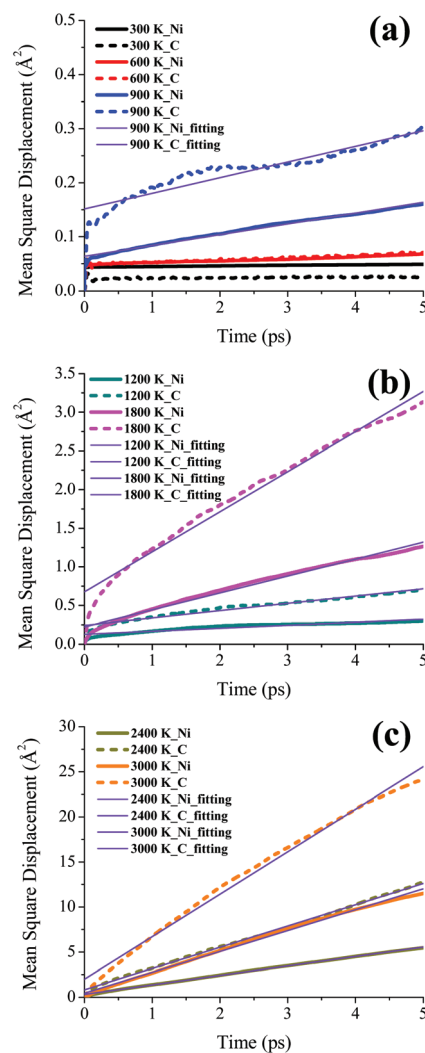 (a)
300 K_Ni
300 K_C
600 K_Ni
600 K_C
900 K_Ni
900 K_C
900 K_Ni_fitting
900 K_C_fitting
Mean Square Displacement (Å²)
0.5
0.4
0.3
0.2
0.1
0.0
0 1 2 3 4 5
Time (ps)
(b)
1200 K_Ni
1200 K_C
1800 K_Ni
1800 K_C
1200 K_Ni_fitting
1200 K_C_fitting
1800 K_Ni_fitting
1800 K_C_fitting
Mean Square Displacement (Å²)
3.5
3.0
2.5
2.0
1.5
1.0
0.5
0.0
0 1 2 3 4 5
Time (ps)
(c)
2400 K_Ni
2400 K_C
3000 K_Ni
3000 K_C
2400 K_Ni_fitting
2400 K_C_fitting
3000 K_Ni_fitting
3000 K_C_fitting
Mean Square Displacement (Å²)
30
25
20
15
10
5
0
0 1 2 3 4 5
Time (ps)